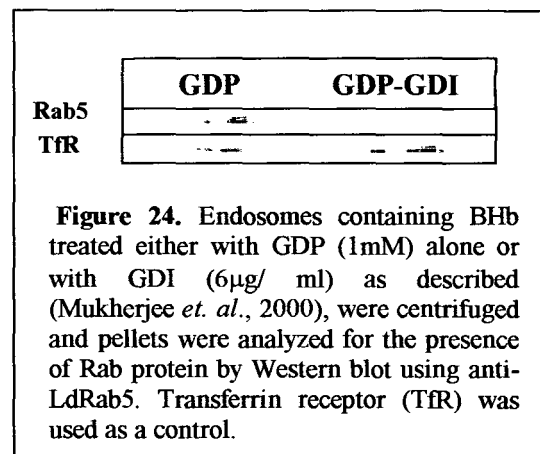 GDP GDP-GDI
Rab5
TfR
Figure 24. Endosomes containing BHb
treated either with GDP (1mM) alone or
with GDI (6μg/ ml) as described
(Mukherjee et. al., 2000), were centrifuged
and pellets were analyzed for the presence
of Rab protein by Western blot using anti-
LdRab5. Transferrin receptor (TfR) was
used as a control.